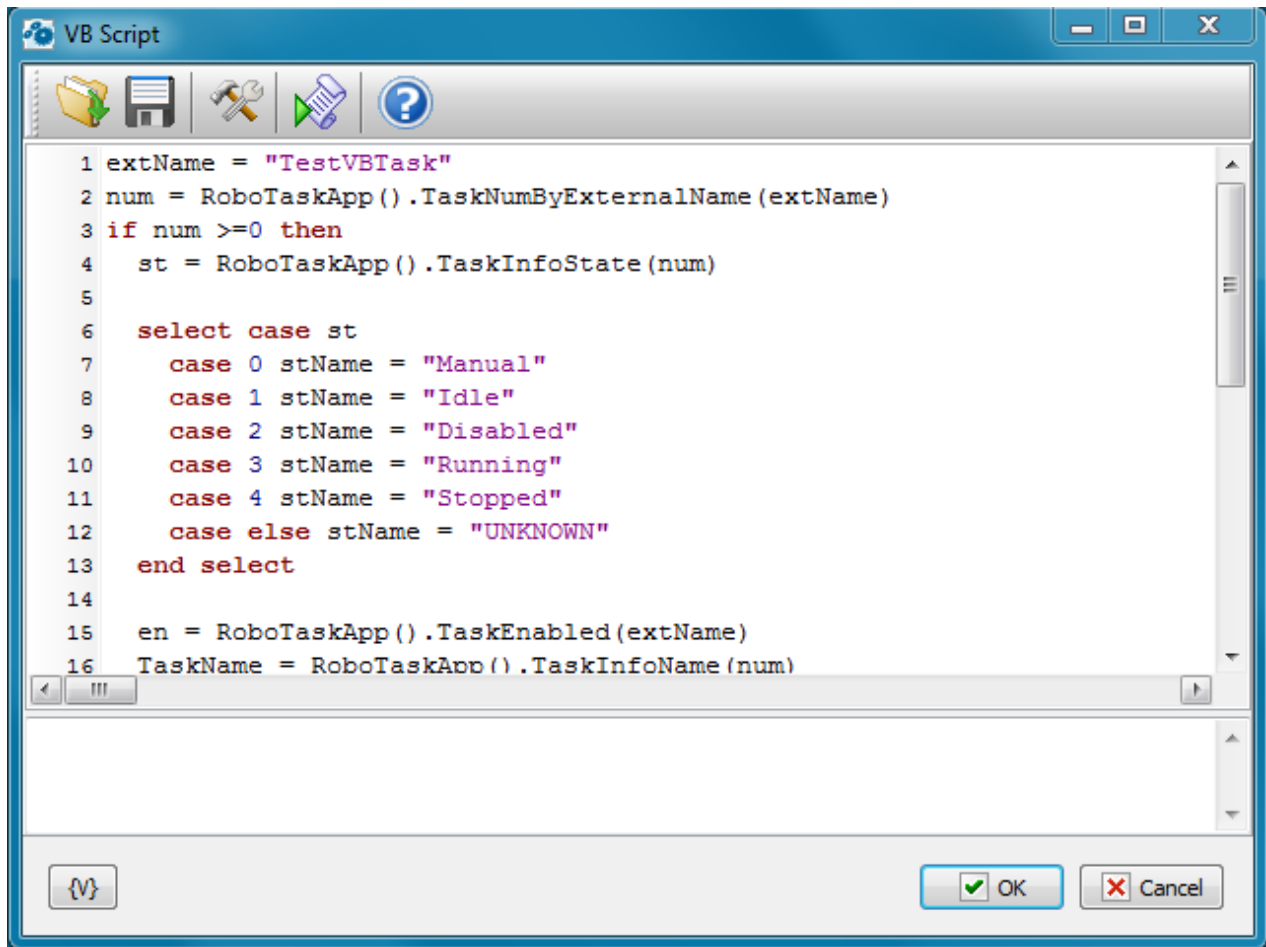 VB Script
1 extName = "TestVBTask"
2 num = RoboTaskApp().TaskNumByExternalName(extName)
3 if num >=0 then
4 st = RoboTaskApp().TaskInfoState(num)
5
6 select case st
7 case 0 stName = "Manual"
8 case 1 stName = "Idle"
9 case 2 stName = "Disabled"
10 case 3 stName = "Running"
11 case 4 stName = "Stopped"
12 case else stName = "UNKNOWN"
13 end select
14
15 en = RoboTaskApp().TaskEnabled(extName)
16 TaskName = RoboTaskApp().TaskInfoName(num)
{V}
OK
Cancel